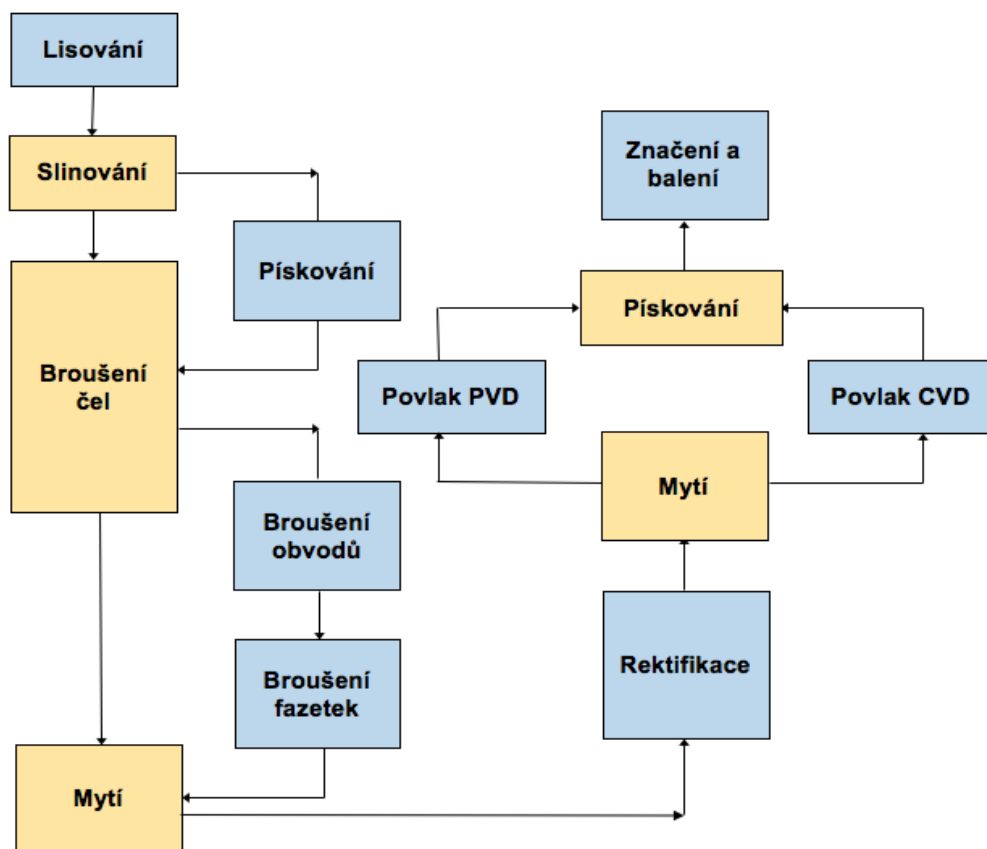 Lisování
Slinování
Pískování
Broušení
čel
Broušení
obvodů
Broušení
fazetek
Mytí
Rektifikace
Mytí
Povlak PVD
Povlak CVD
Pískování
Značení a
balení